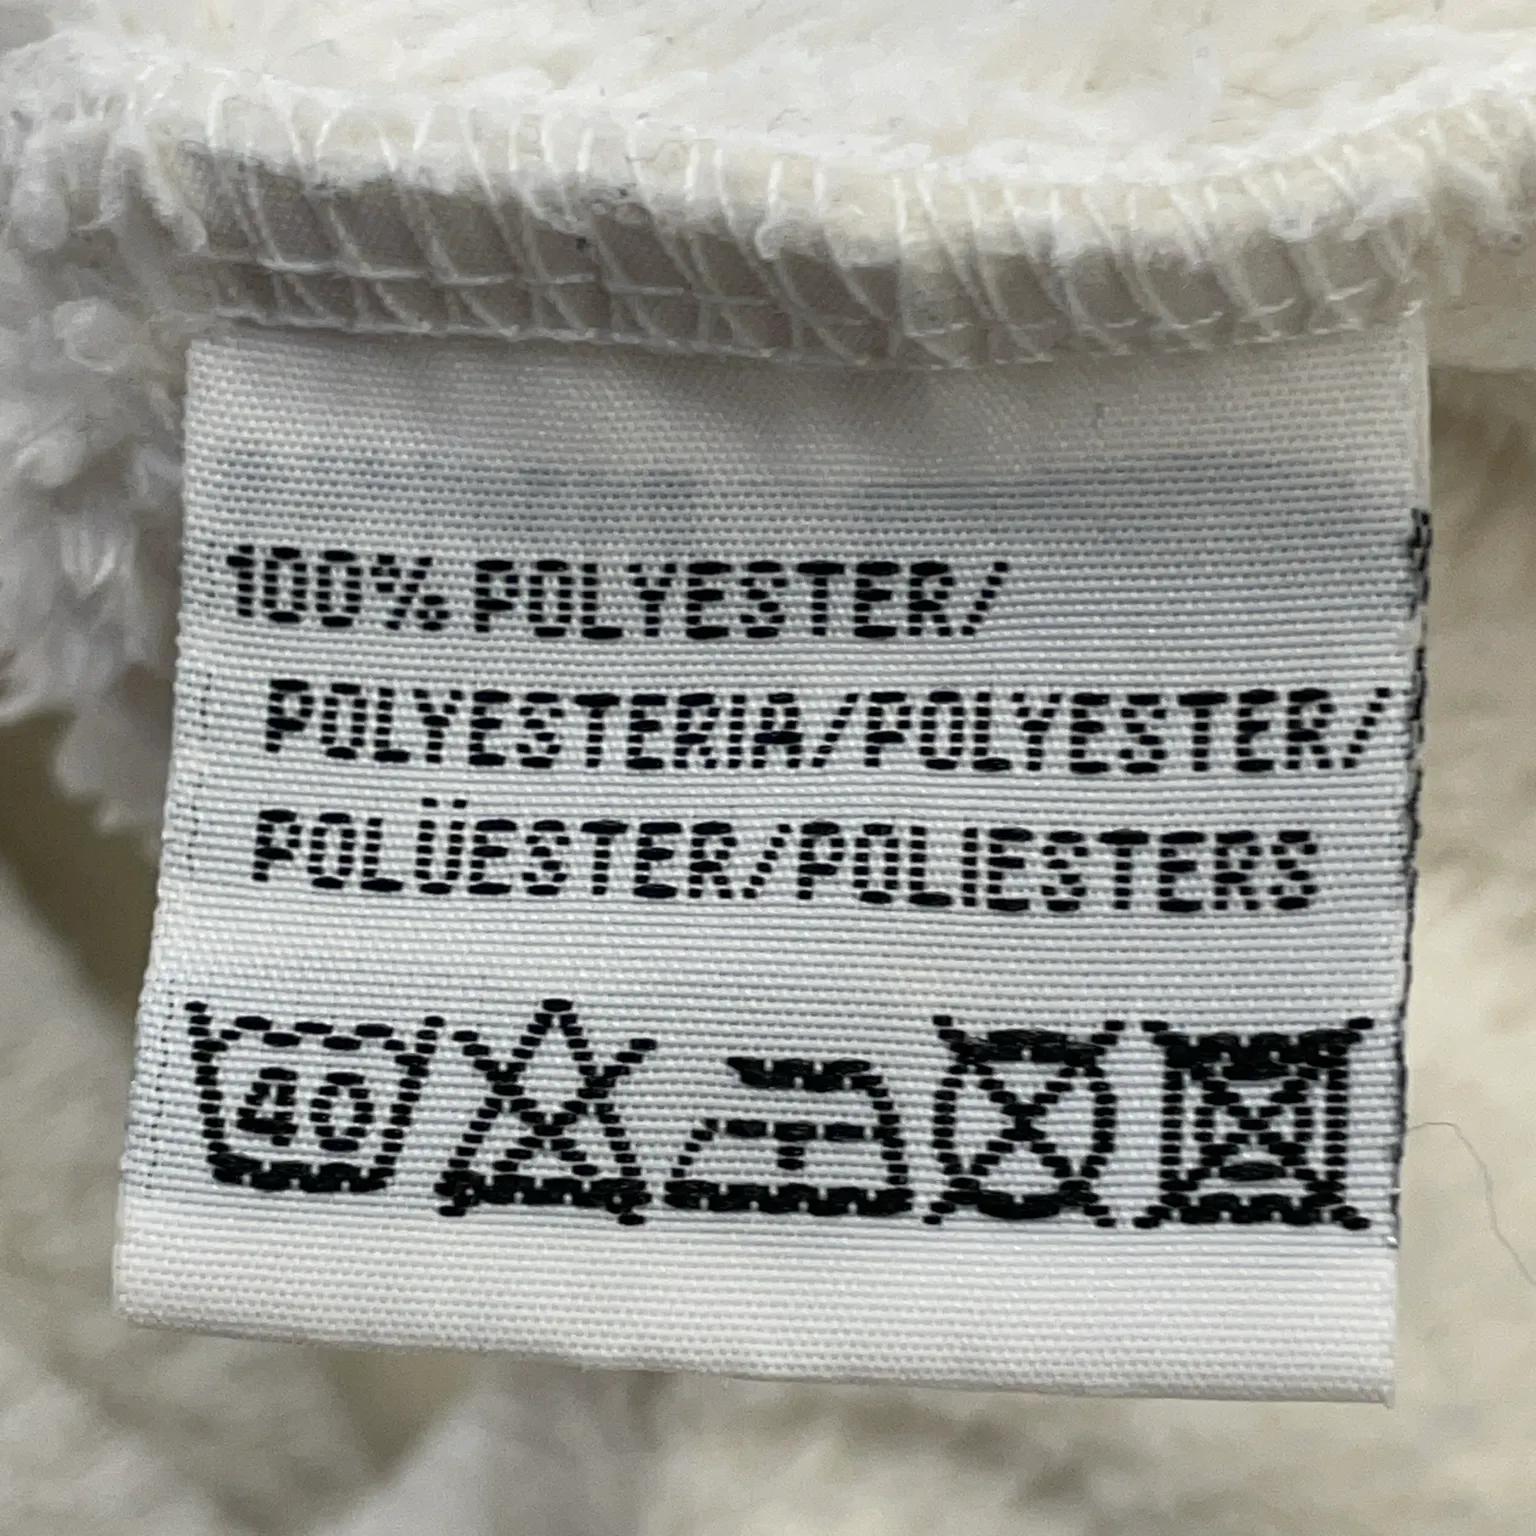 100% POLYESTER/
POLYESTERIA/POLYESTER/
POLÜESTER/POLIESTERS
40